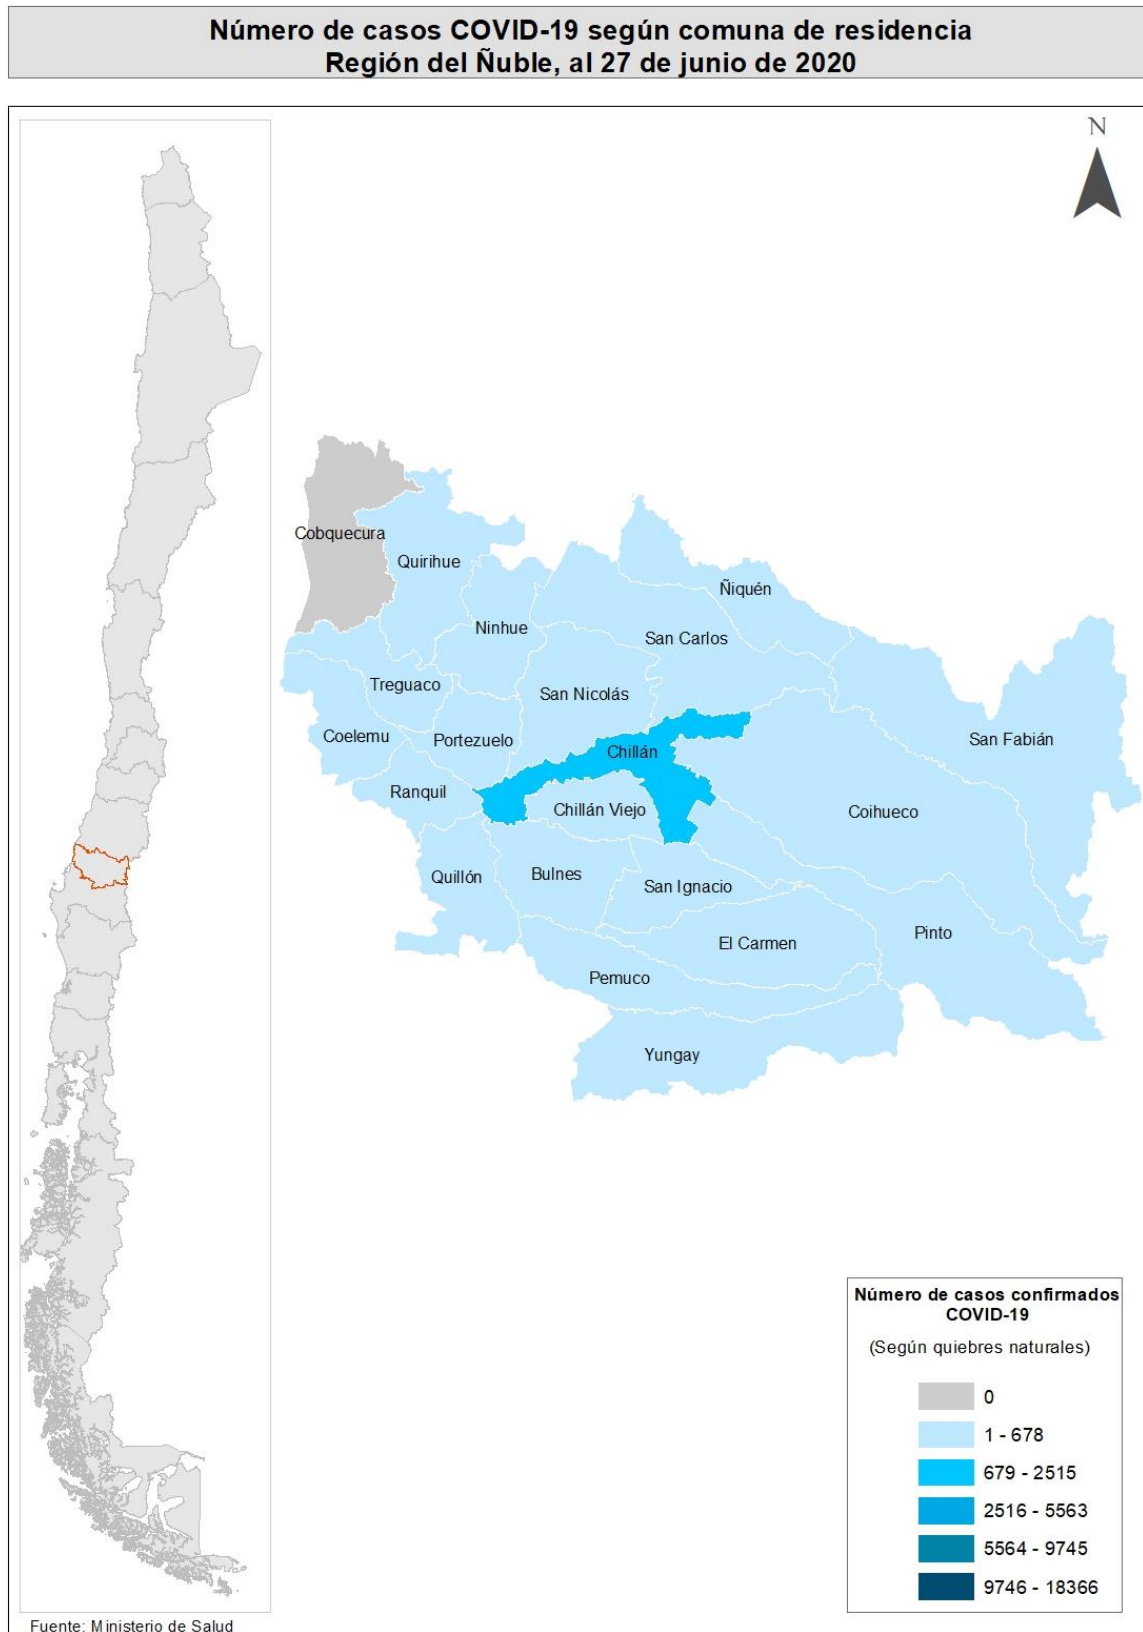 Número de casos COVID-19 según comuna de residencia
Región del Ñuble, al 27 de junio de 2020
N
Cobquecura
Quirihue
Ñiquén
Ninhue
San Carlos
Treguaco
San Nicolás
Coelemu
Portezuelo
Chillán
San Fabián
Ranquil
Chillán Viejo
Coihueco
Quillón
Bulnes
San Ignacio
El Carmen
Pinto
Pemuco
Yungay
Número de casos confirmados
COVID-19
(Según quiebres naturales)
0
1 - 678
679 - 2515
2516 - 5563
5564 - 9745
9746 - 18366
Fuente: Ministerio de Salud